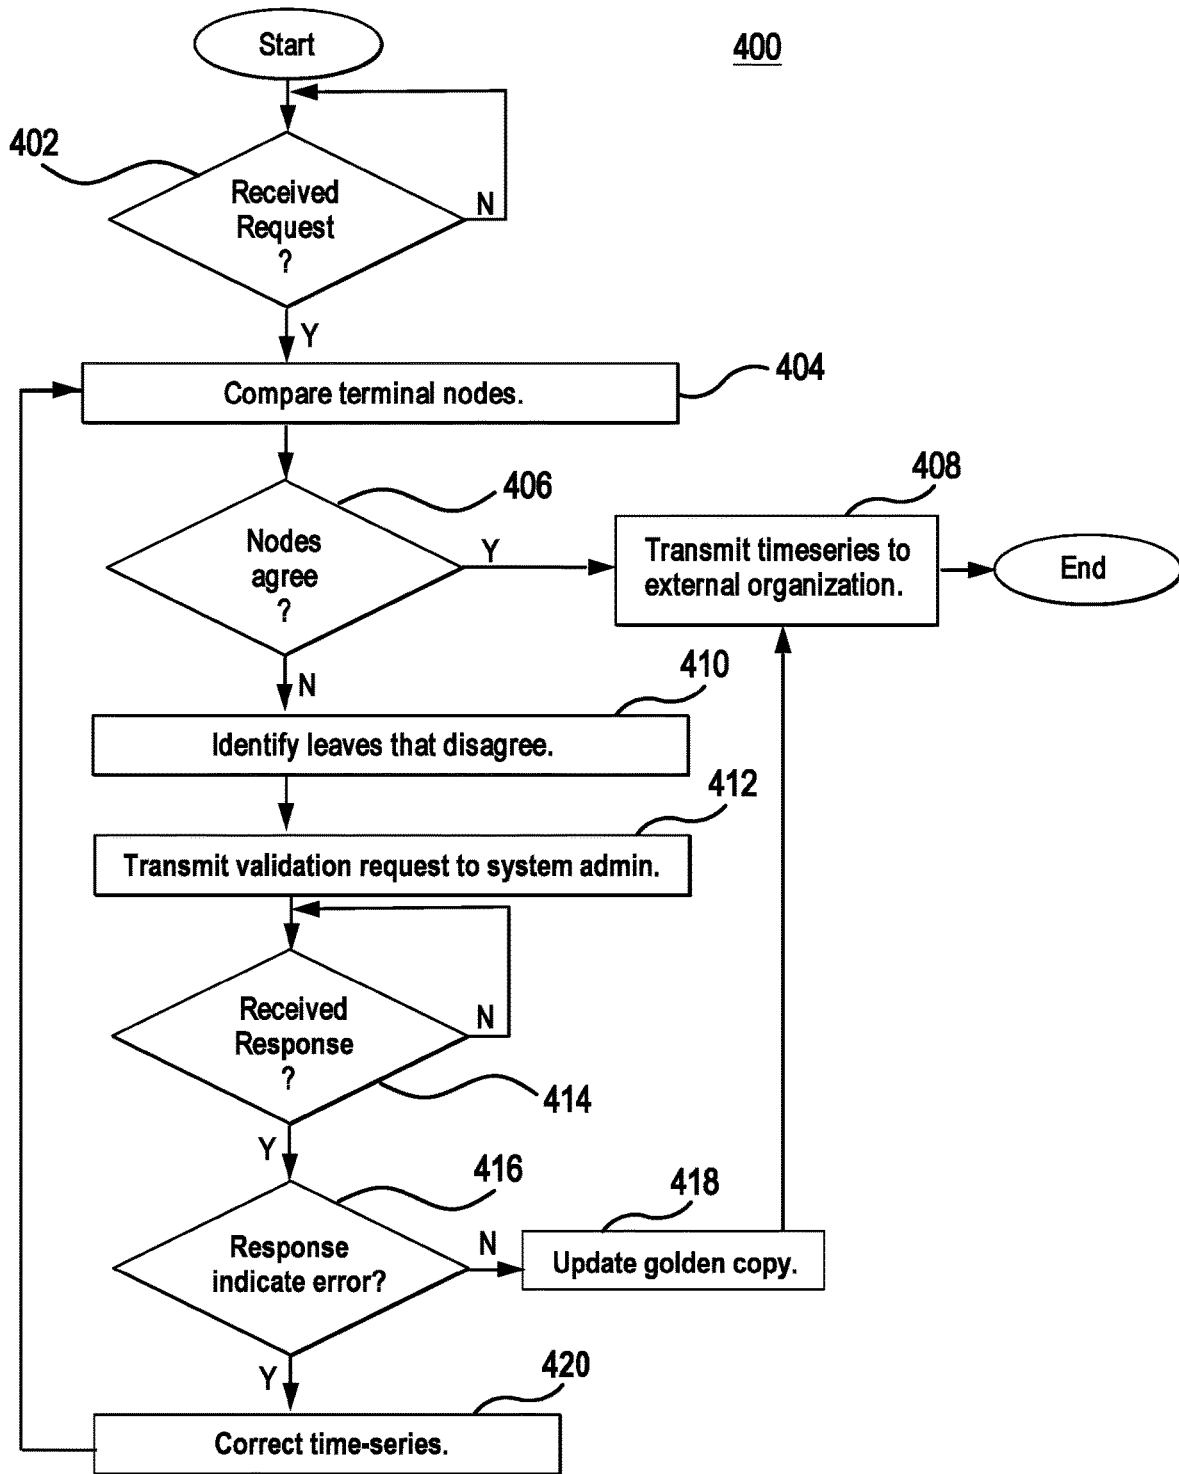 Start
400
402
Received
Request
?
N
Y
Compare terminal nodes.
404
406
Nodes
agree
?
Y
408
Transmit timeseries to
external organization.
End
N
410
Identify leaves that disagree.
412
Transmit validation request to system admin.
Received
Response
?
N
414
Y
416
Response
indicate error?
N
418
Update golden copy.
Y
420
Correct time-series.